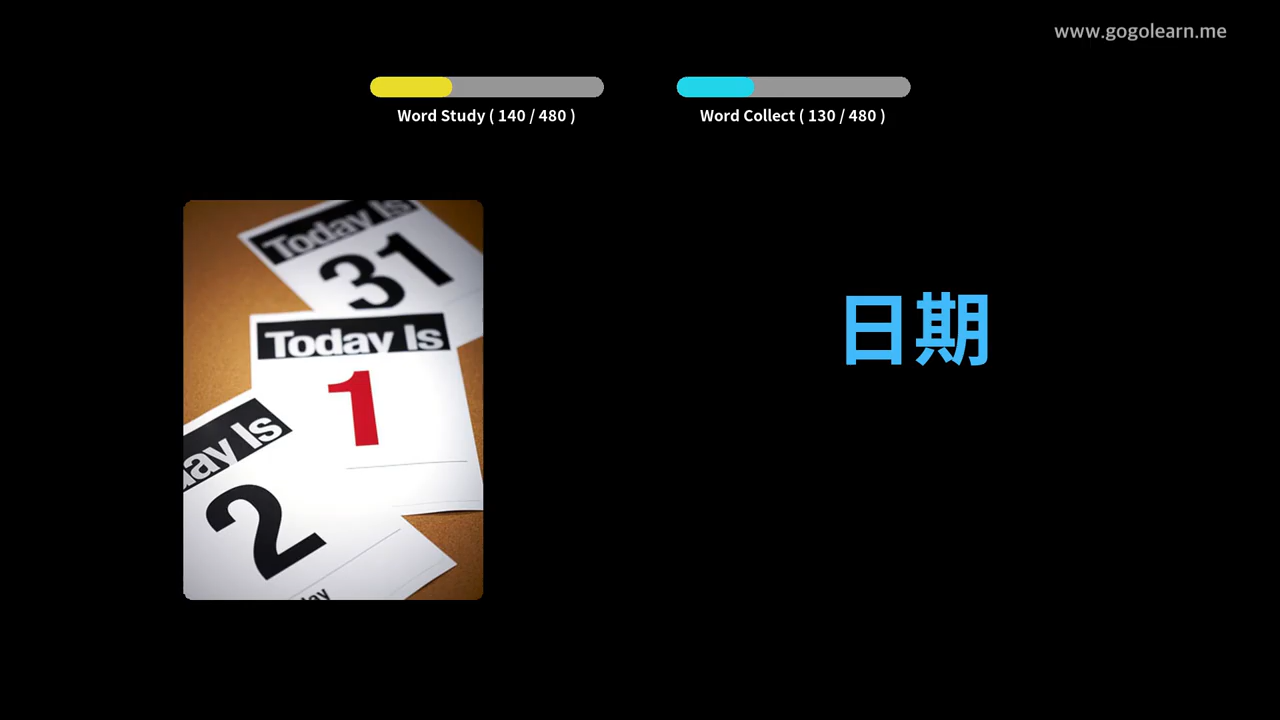 www.gogolearn.me
Word Study ( 140 / 480 )
Word Collect ( 130 / 480 )
Today Is
31
Today Is
1
ay Is
2
日期